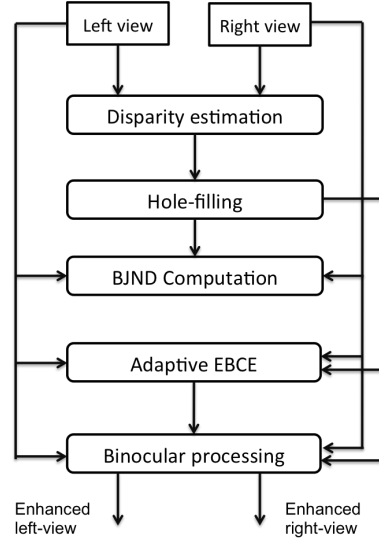 Left view
Right view
Disparity estimation
Hole-filling
BJND Computation
Adaptive EBCE
Binocular processing
Enhanced
left-view
Enhanced
right-view